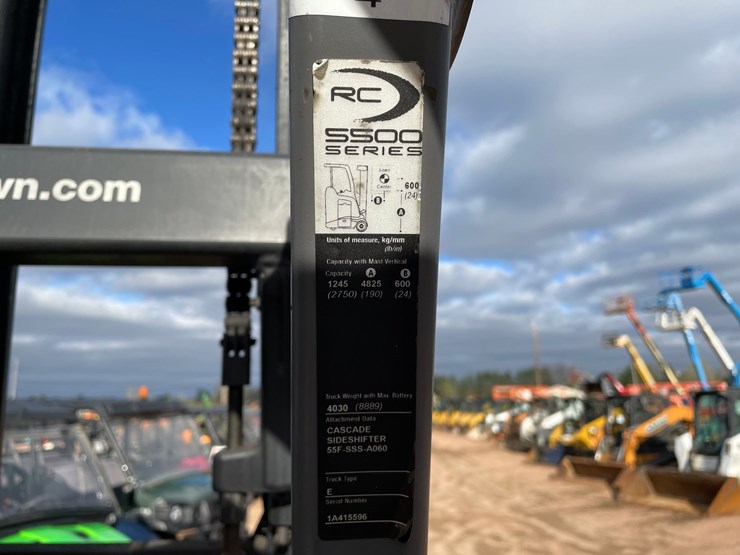 vn.com
RC
5500
SERIES
Load
Center
600
(24)
B
A
Units of measure, kg/mm
(lb/in)
Capacity with Mast Vertical
Capacity A B
1245 4825 600
(2750) (190) (24)
Truck Weight with Max. Battery
4030 (8889)
Attachment Data
CASCADE
SIDESHIFTER
55F-SSS-A060
Truck Type
E
Serial Number
1A415596